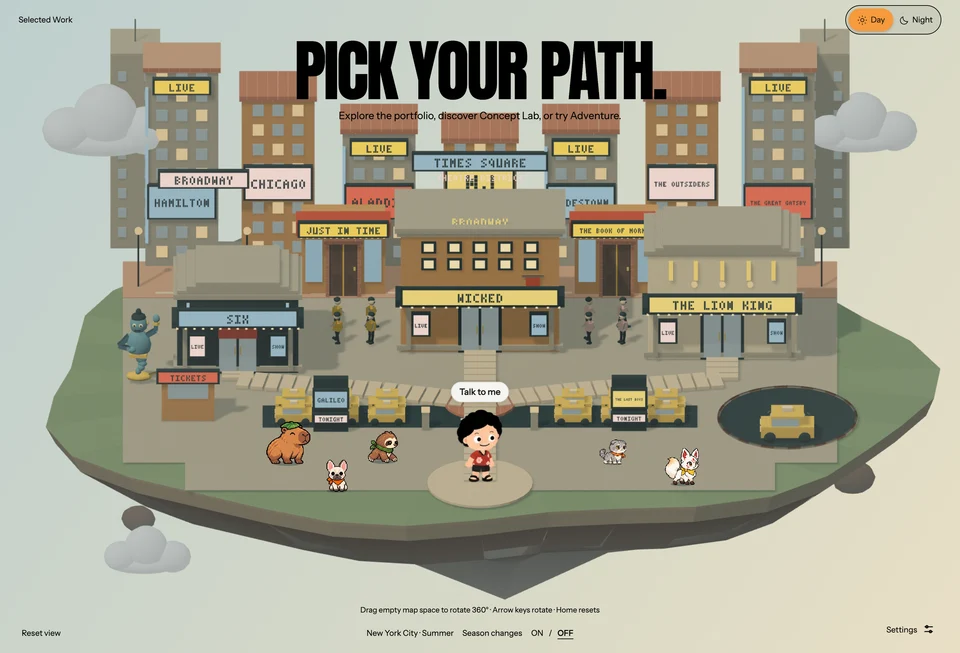 Selected Work
Day
Night
PICK YOUR PATH.
Explore the portfolio, discover Concept Lab, or try Adventure.
LIVE
LIVE
LIVE
LIVE
TIMES SQUARE
BROADWAY
CHICAGO
HAMILTON
ALADD
DESTOWN
THE OUTSIDERS
THE GREAT GATSBY
BROADWAY
JUST IN TIME
THE BOOK OF MORM
WICKED
SIX
THE LION KING
LIVE
SHOW
LIVE
SHOW
LIVE
SHOW
TICKETS
GALILEO
TONIGHT
Talk to me
TONIGHT
Drag empty map space to rotate 360° · Arrow keys rotate · Home resets
Reset view
New York City · Summer
Season changes
ON / OFF
Settings